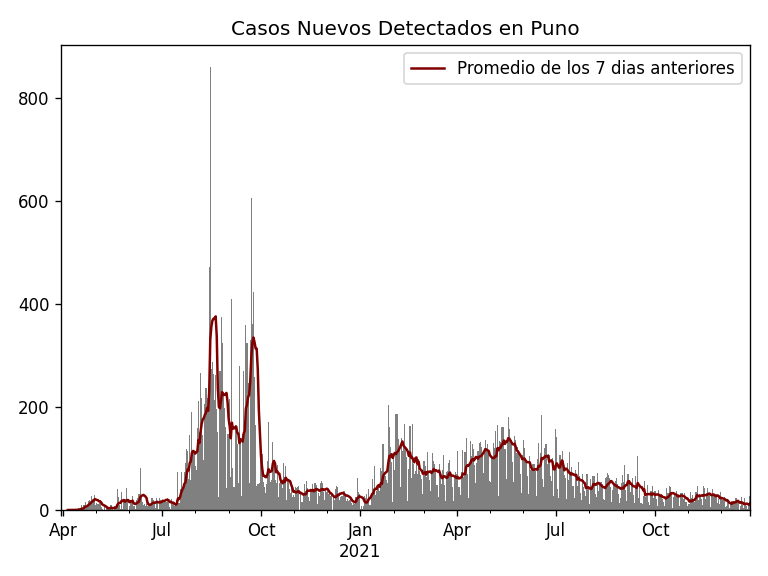 Casos Nuevos Detectados en Puno
Promedio de los 7 dias anteriores
800
600
400
200
0
Apr Jul Oct Jan Apr Jul Oct
2021